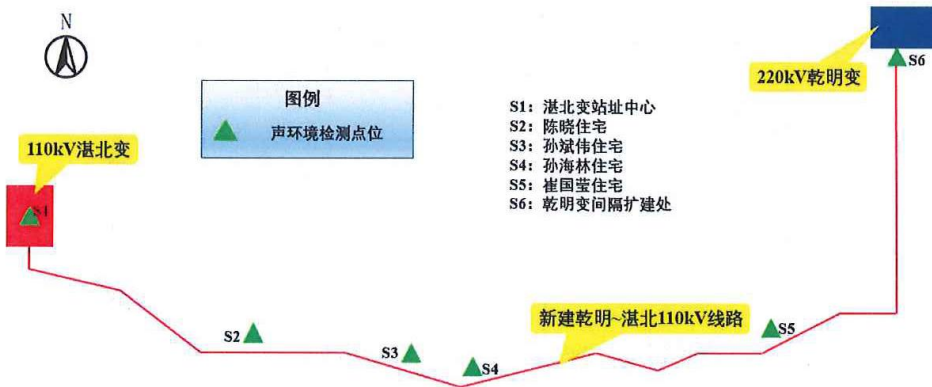 N
图例
声环境检测点位
110kV湛北变
S1
220kV乾明变
S6
S1：湛北变站址中心
S2：陈晓住宅
S3：孙斌伟住宅
S4：孙海林住宅
S5：崔国莹住宅
S6：乾明变间隔扩建处
新建乾明~湛北110kV线路
S2
S3
S4
S5